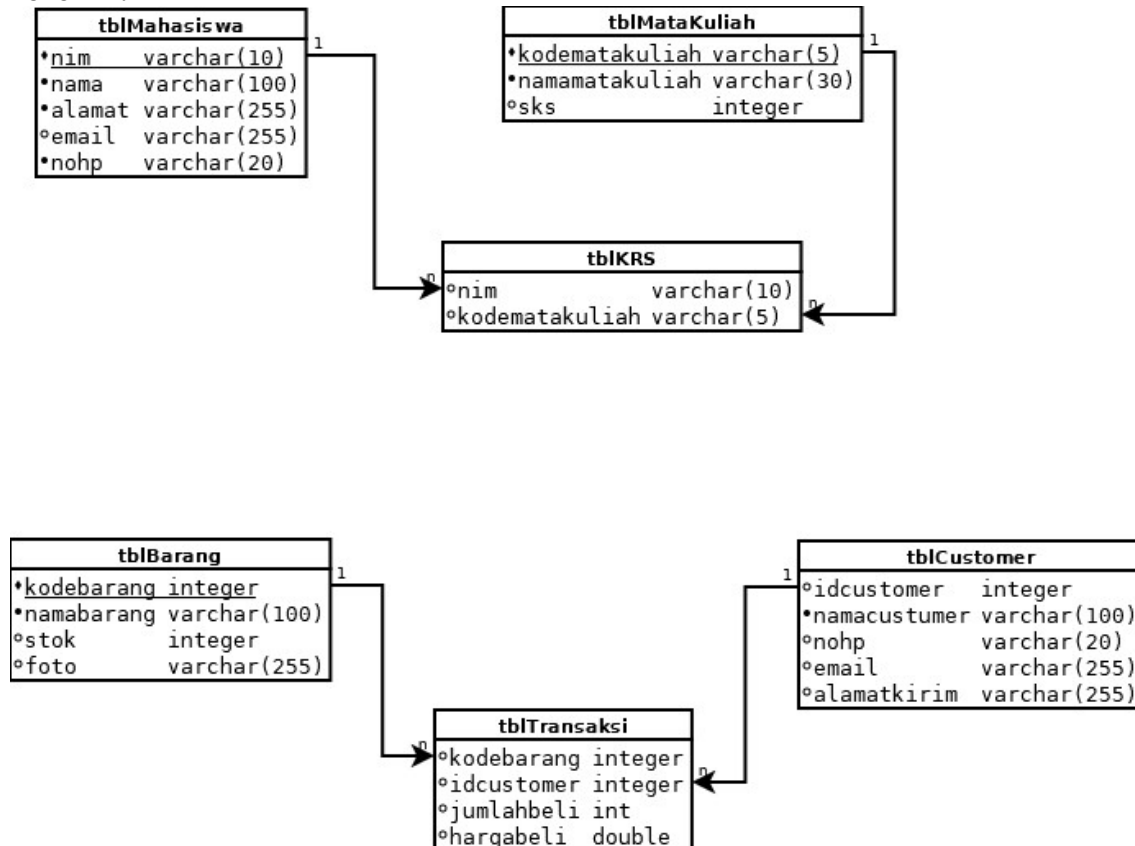 tblMahasiswa
nim varchar(10)
nama varchar(100)
alamat varchar(255)
email varchar(255)
nohp varchar(20)
1
tblMataKuliah
kodematakuliah varchar(5)
namamatakuliah varchar(30)
sks integer
1
tblKRS
n
nim varchar(10)
kodematakuliah varchar(5)
n
tblBarang
kodebarang integer
namabarang varchar(100)
stok integer
foto varchar(255)
1
tblCustomer
1
idcustomer integer
namacustumer varchar(100)
nohp varchar(20)
email varchar(255)
alamatkirim varchar(255)
tblTransaksi
n
kodebarang integer
idcustomer integer
n
jumlahbeli int
hargabeli double